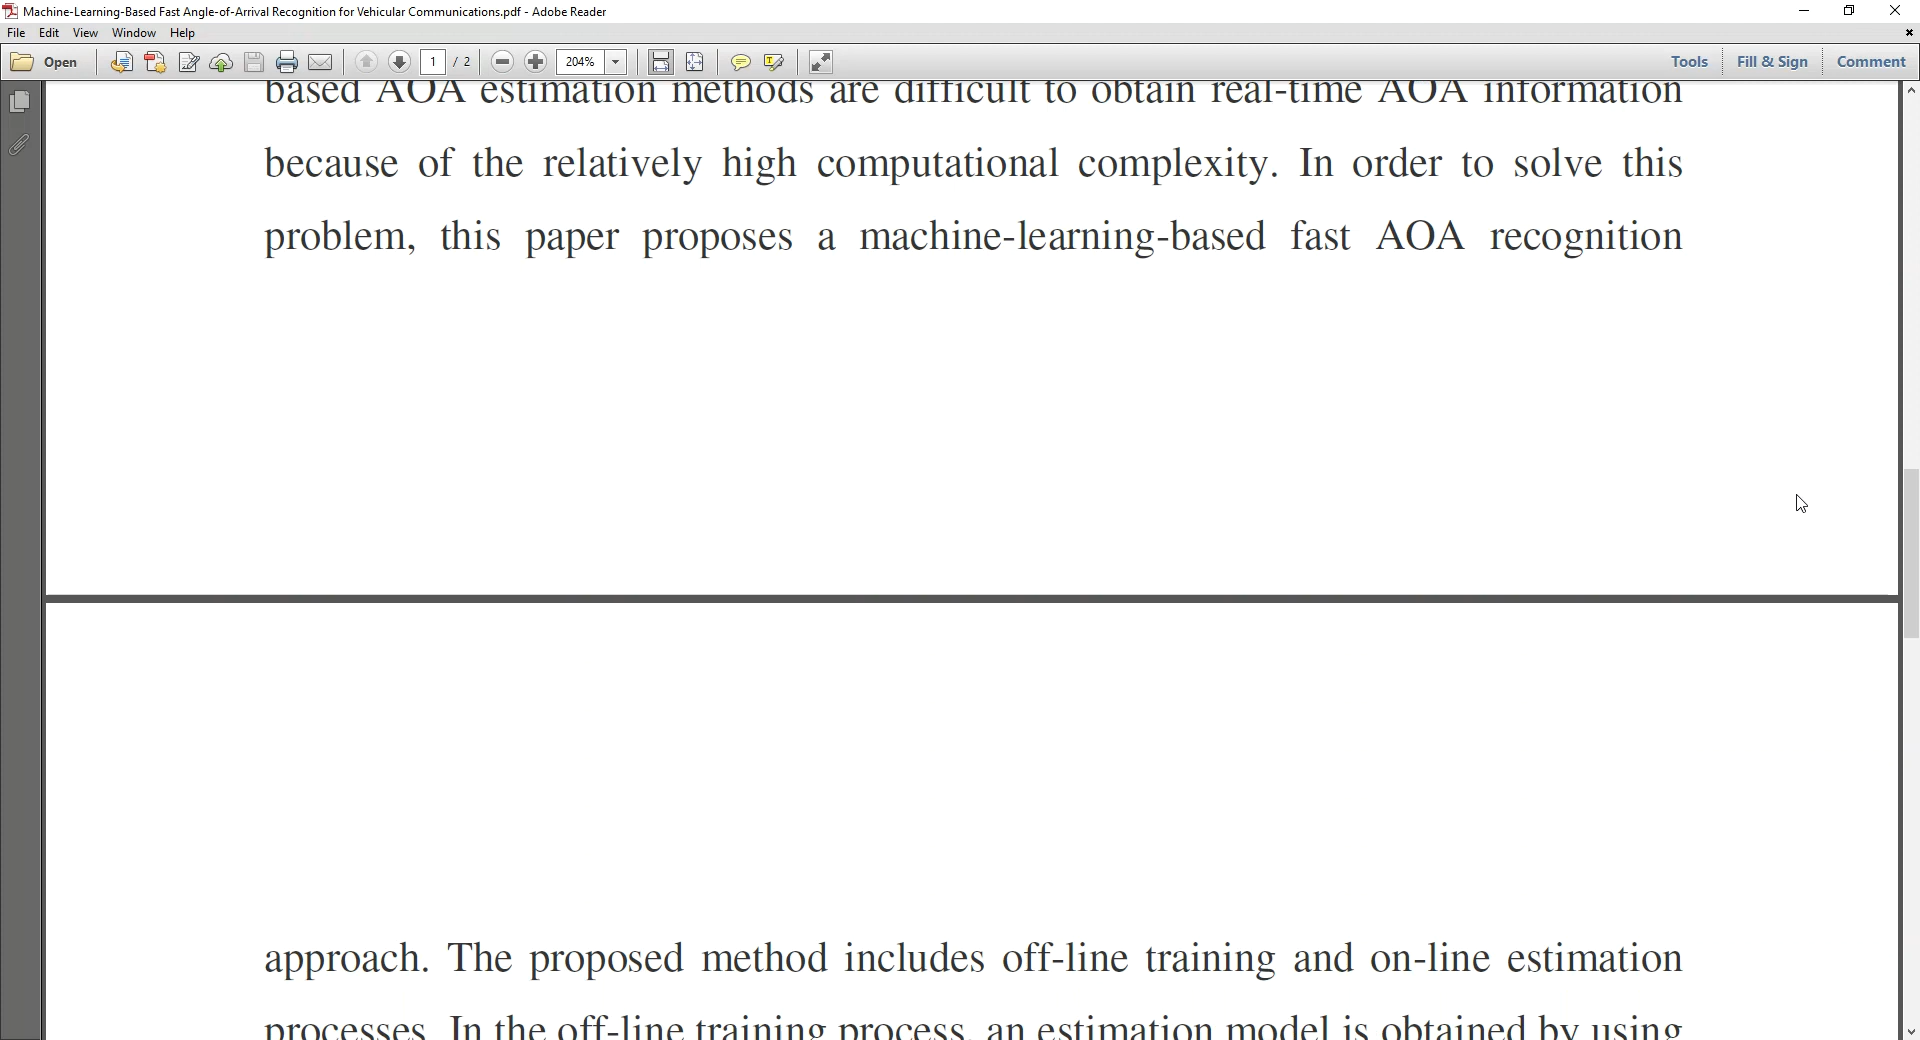 Machine-Learning-Based Fast Angle-of-Arrival Recognition for Vehicular Communications.pdf - Adobe Reader
File Edit View Window Help
Open 1 / 2 204% Tools Fill & Sign Comment
based AOA estimation methods are difficult to obtain real-time AOA information
because of the relatively high computational complexity. In order to solve this
problem, this paper proposes a machine-learning-based fast AOA recognition
approach. The proposed method includes off-line training and on-line estimation
processes. In the off-line training process, an estimation model is obtained by using